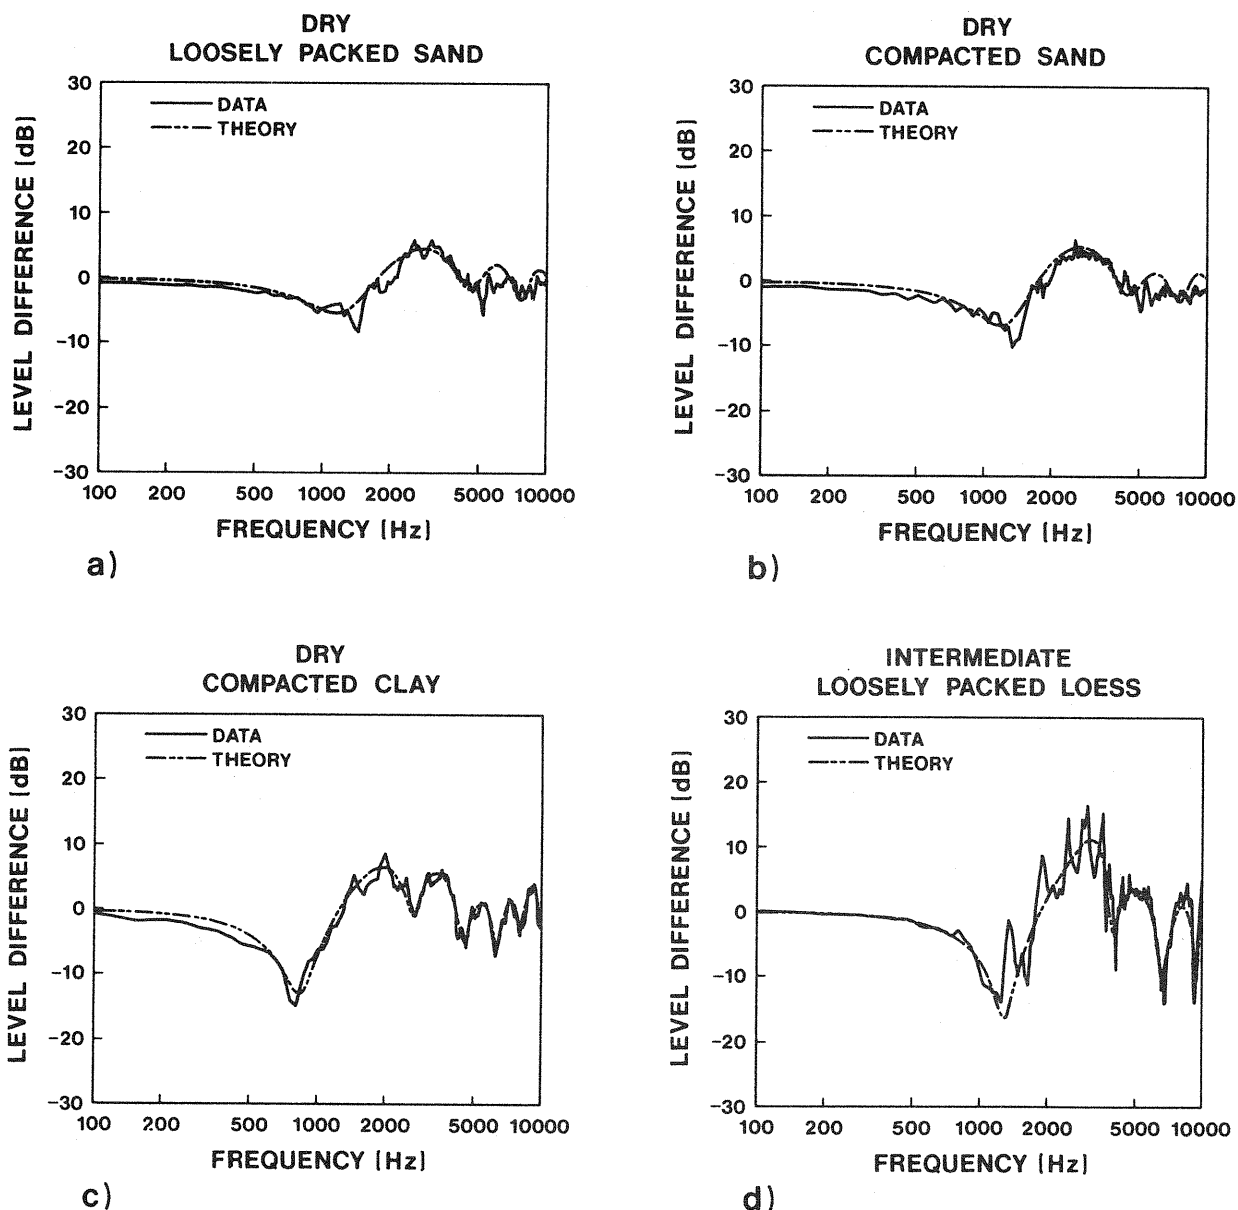 DRY
LOOSELY PACKED SAND
30
20
10
0
−10
−20
−30
LEVEL DIFFERENCE (dB)
DATA
THEORY
100 200 500 1000 2000 5000 10000
FREQUENCY (Hz)
a)
DRY
COMPACTED SAND
30
20
10
0
−10
−20
−30
LEVEL DIFFERENCE (dB)
DATA
THEORY
100 200 500 1000 2000 5000 10000
FREQUENCY (Hz)
b)
DRY
COMPACTED CLAY
30
20
10
0
−10
−20
−30
LEVEL DIFFERENCE (dB)
DATA
THEORY
100 200 500 1000 2000 5000 10000
FREQUENCY (Hz)
c)
INTERMEDIATE
LOOSELY PACKED LOESS
30
20
10
0
−10
−20
−30
LEVEL DIFFERENCE (dB)
DATA
THEORY
100 200 500 1000 2000 5000 10000
FREQUENCY (Hz)
d)